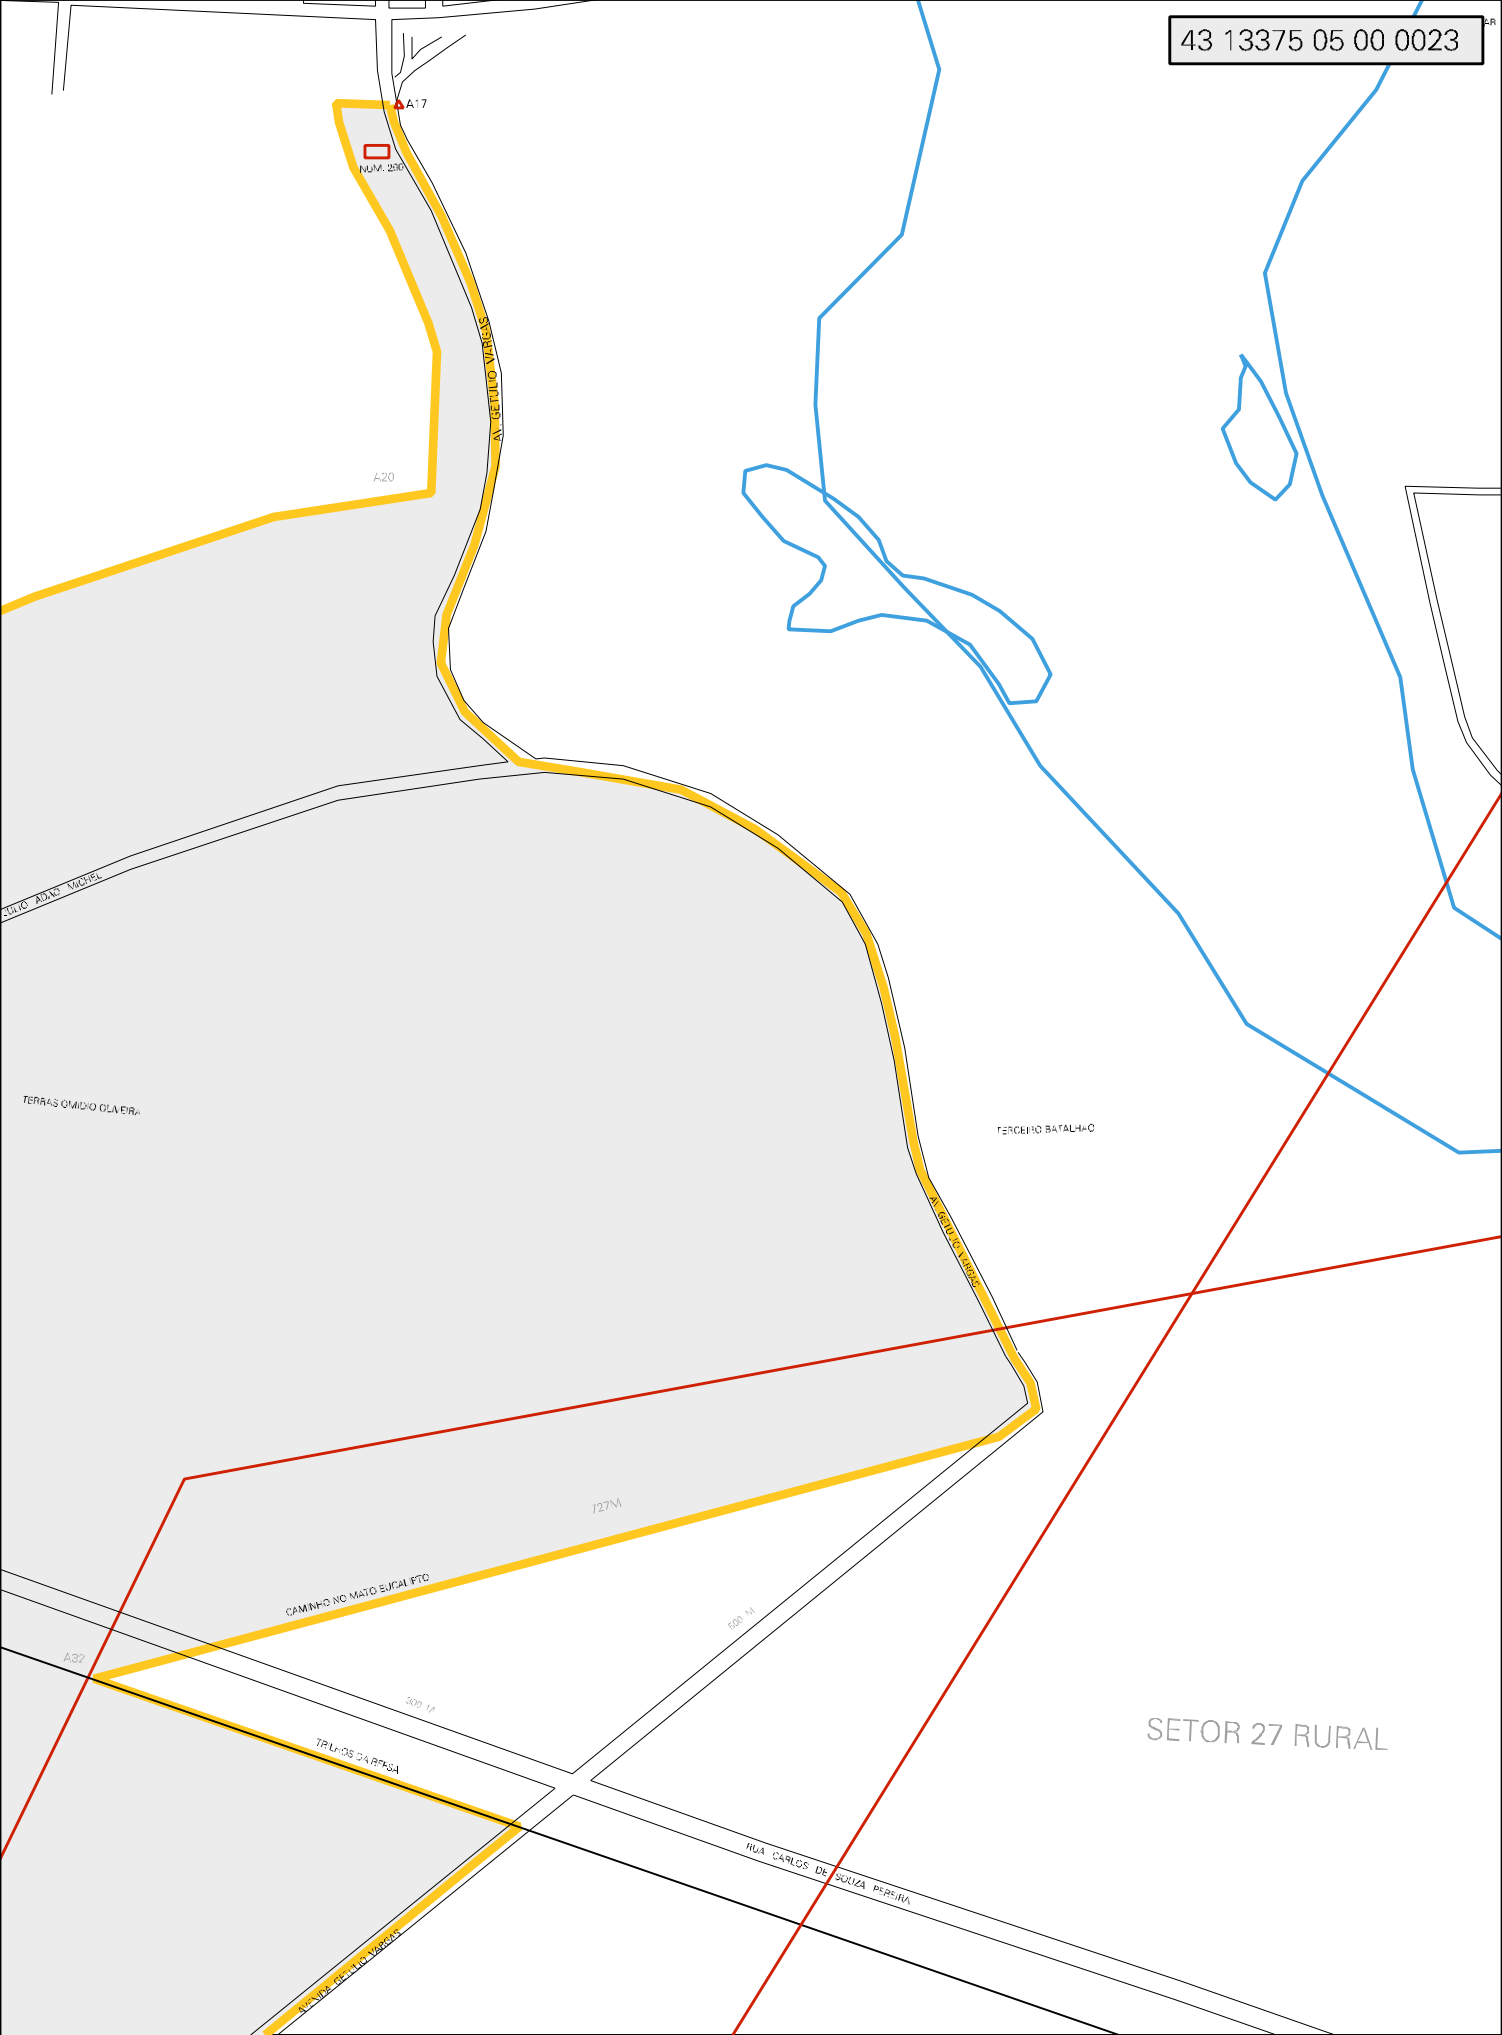 AR
43 13375 05 00 0023
A17
NUM. 266
AV. GETULIO VARGAS
A20
JULIO ADAO MICHEL
TERRAS OMIDIO OLIVEIRA
TERCEIRO BATALHAO
AV. GETULIO VARGAS
727M
CAMINHO NO MATO EUCALIPTO
500 M
A32
300 M
SETOR 27 RURAL
TRILHOS DA RFFSA
RUA CARLOS DE SOUZA PEREIRA
AVENIDA GETULIO VARGAS